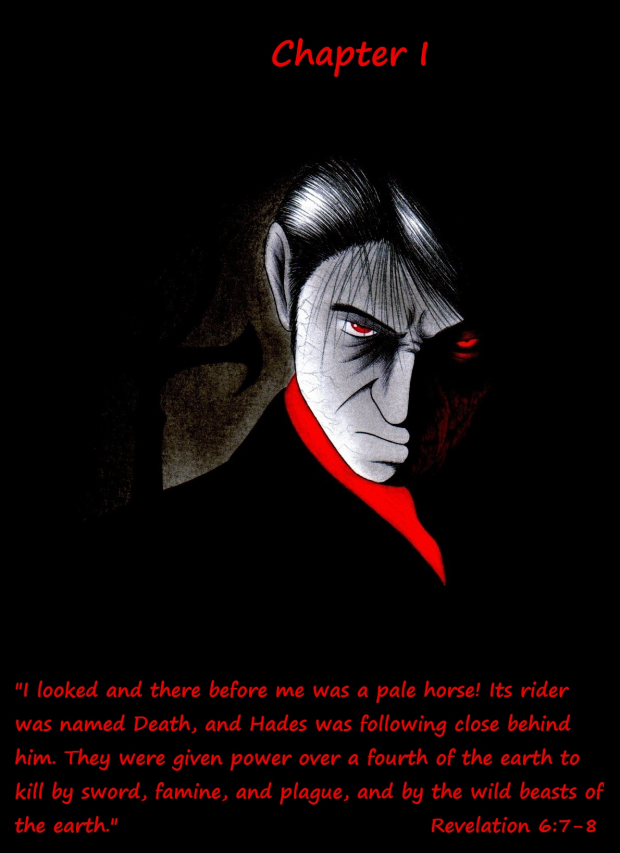 Chapter I
"I looked and there before me was a pale horse! Its rider
was named Death, and Hades was following close behind
him. They were given power over a fourth of the earth to
kill by sword, famine, and plague, and by the wild beasts of
the earth." Revelation 6:7-8